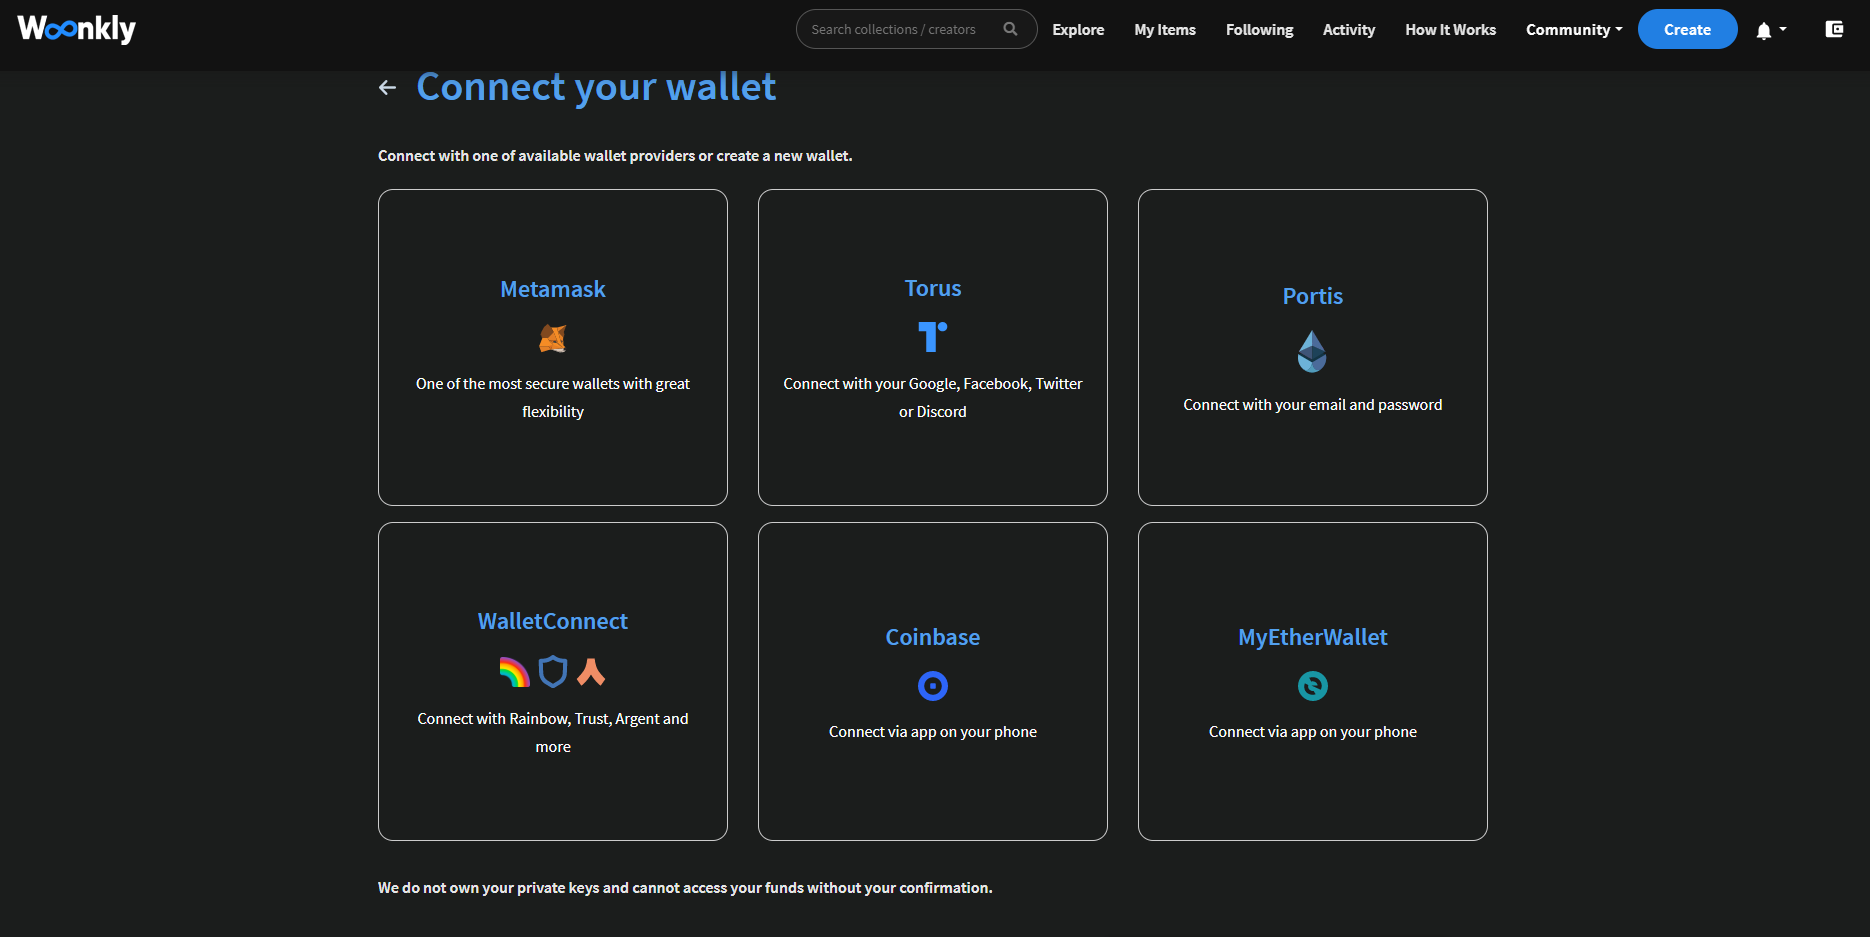 Woonkly
Search collections / creators
Explore
My Items
Following
Activity
How It Works
Community
Create
Connect your wallet
Connect with one of available wallet providers or create a new wallet.
Metamask
One of the most secure wallets with great
flexibility
Torus
Connect with your Google, Facebook, Twitter
or Discord
Portis
Connect with your email and password
WalletConnect
Connect with Rainbow, Trust, Argent and
more
Coinbase
Connect via app on your phone
MyEtherWallet
Connect via app on your phone
We do not own your private keys and cannot access your funds without your confirmation.